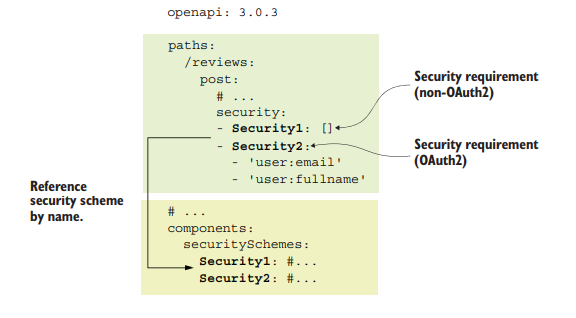 openapi: 3.0.3
paths:
/reviews:
post:
# ...
security:
- Security1: []
- Security2:
- 'user:email'
- 'user:fullname'
Security requirement
(non-OAuth2)
Security requirement
(OAuth2)
Reference
security scheme
by name.
# ...
components:
securitySchemes:
Security1: #...
Security2: #...